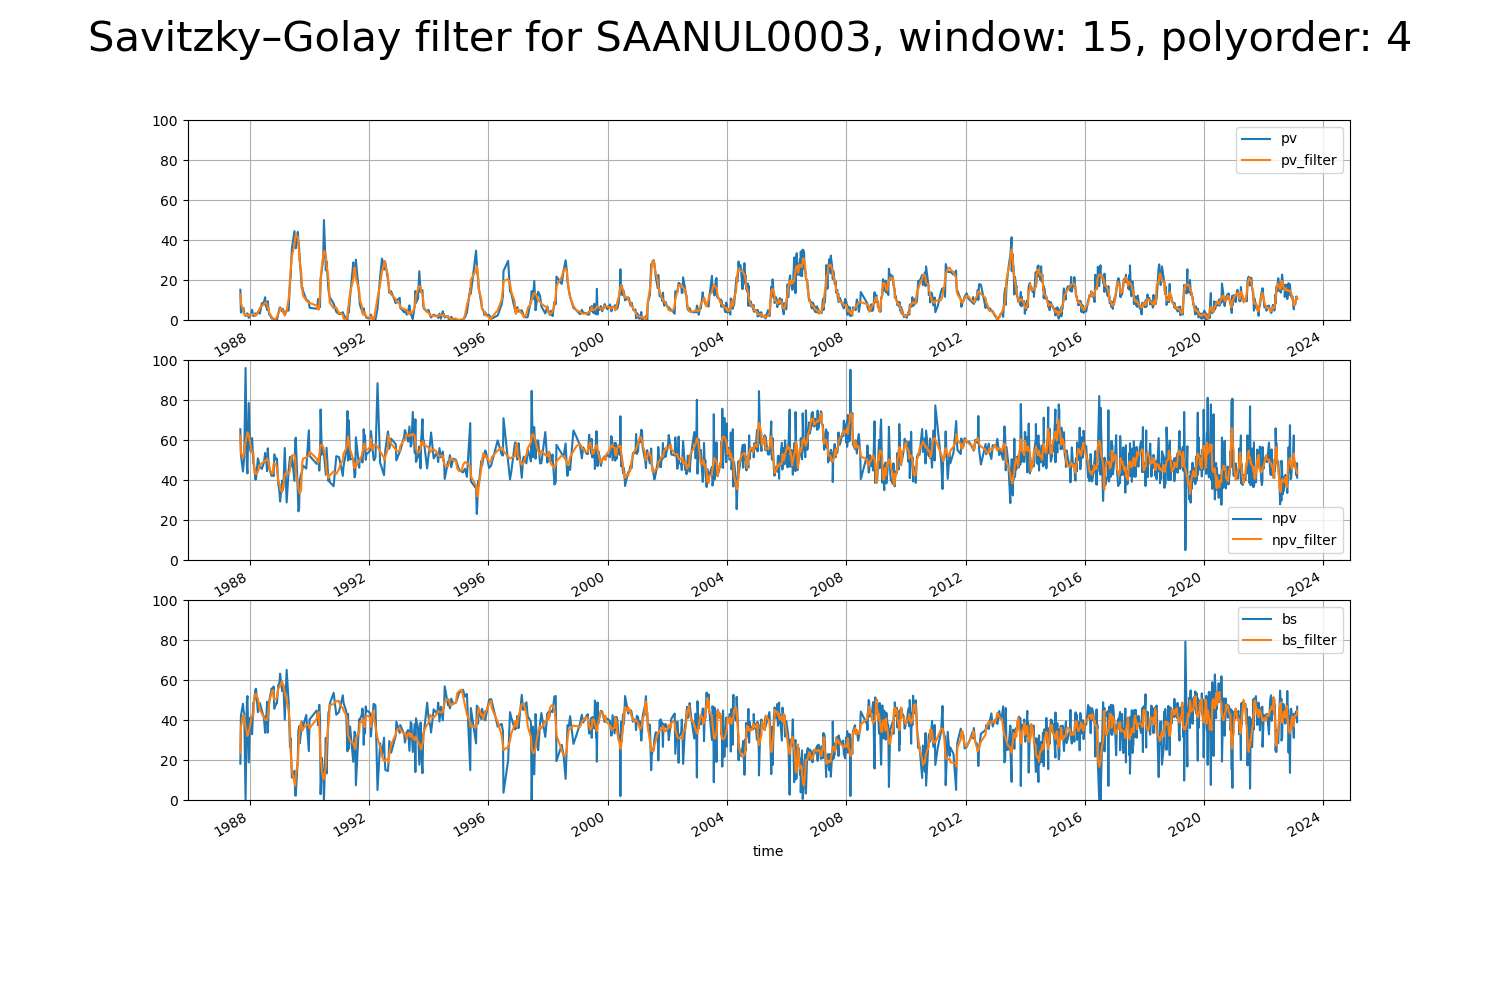 Savitzky–Golay filter for SAANUL0003, window: 15, polyorder: 4
100
80
60
40
20
0
pv
pv_filter
1988 1992 1996 2000 2004 2008 2012 2016 2020 2024
100
80
60
40
20
0
npv
npv_filter
1988 1992 1996 2000 2004 2008 2012 2016 2020 2024
100
80
60
40
20
0
bs
bs_filter
1988 1992 1996 2000 2004 2008 2012 2016 2020 2024
time